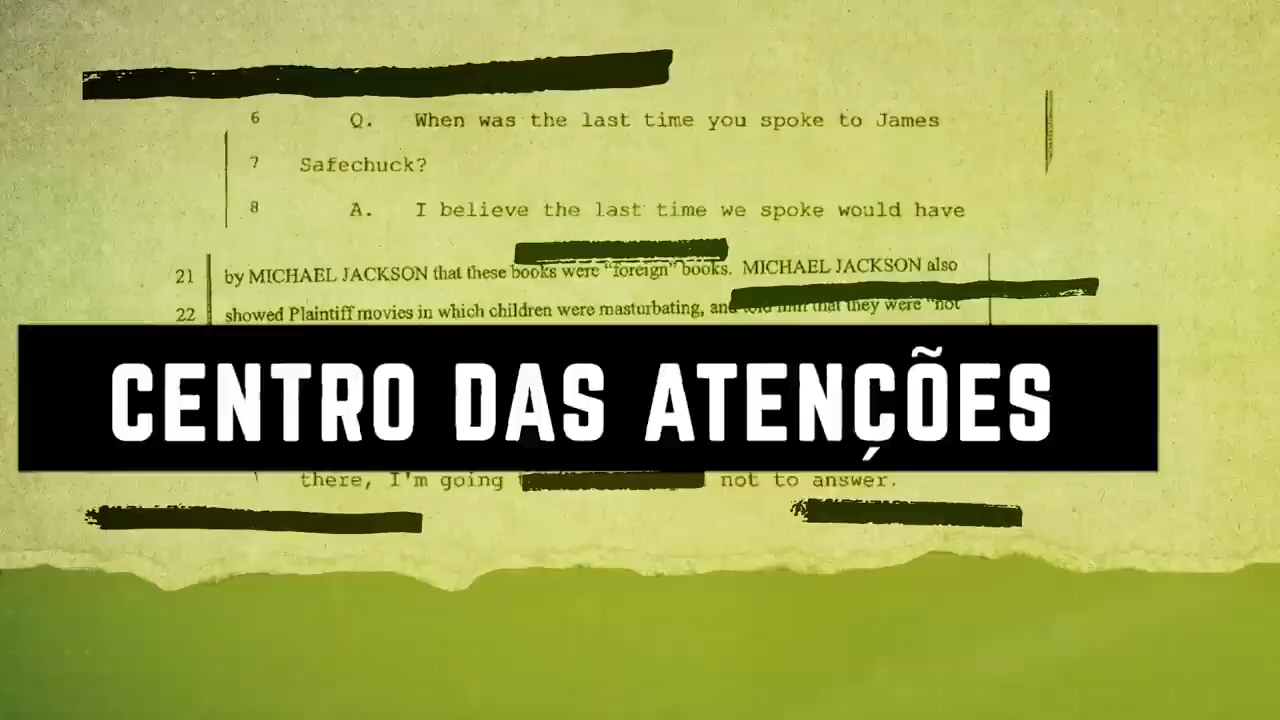 6 Q. When was the last time you spoke to James
7 Safechuck?
8 A. I believe the last time we spoke would have
21 by MICHAEL JACKSON that these books were "foreign" books. MICHAEL JACKSON also
22 showed Plaintiff movies in which children were masturbating, and told him that they were "not
CENTRO DAS ATENÇÕES
there, I'm going not to answer.